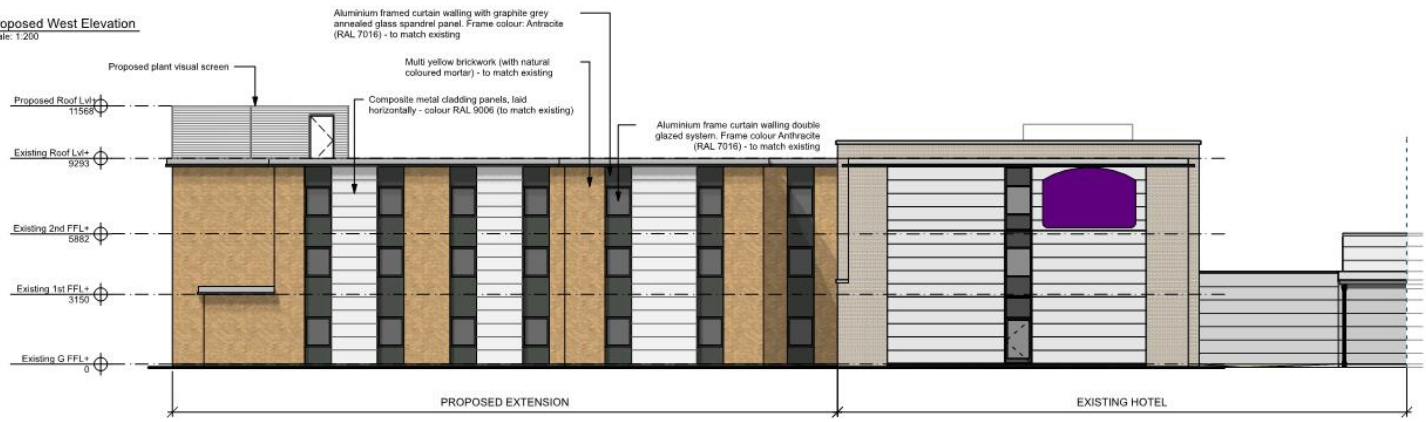 oposed West Elevation
ale: 1:200
Aluminium framed curtain walling with graphite grey
annealed glass spandrel panel. Frame colour: Antracite
(RAL 7016) - to match existing
Proposed plant visual screen
Multi yellow brickwork (with natural
coloured mortar) - to match existing
Composite metal cladding panels, laid
horizontally - colour RAL 9006 (to match existing)
Aluminium frame curtain walling double
glazed system. Frame colour Anthracite
(RAL 7016) - to match existing
Proposed Roof Lvl+
11568
Existing Roof Lvl+
9293
Existing 2nd FFL+
5882
Existing 1st FFL+
3150
Existing G FFL+
0
PROPOSED EXTENSION
EXISTING HOTEL